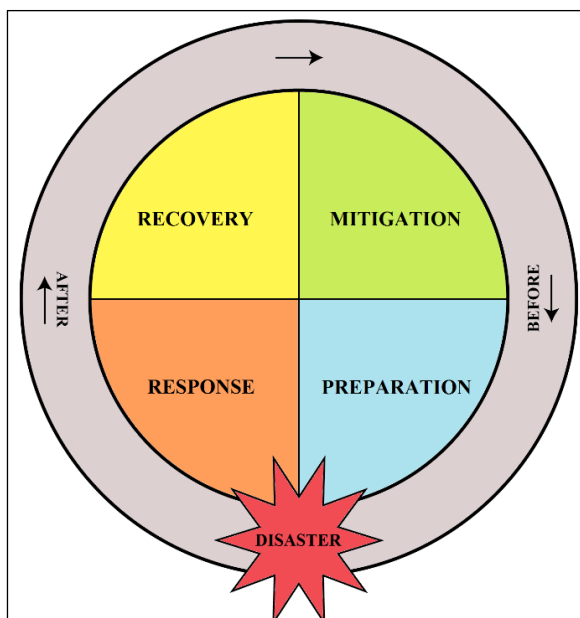 RECOVERY
MITIGATION
AFTER
BEFORE
RESPONSE
PREPARATION
DISASTER